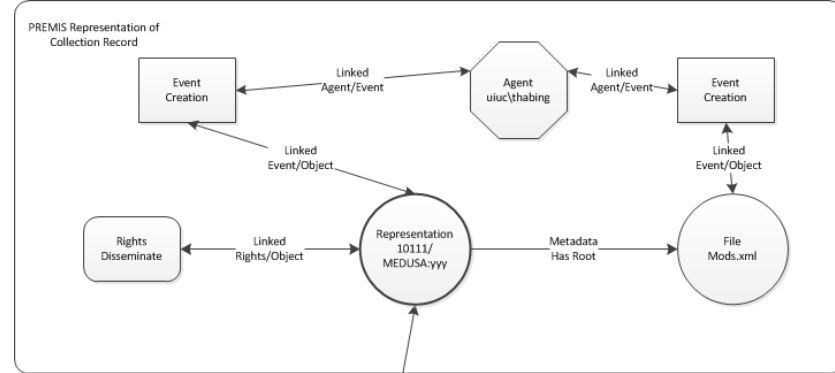 PREMIS Representation of
Collection Record
Event
Creation
Linked
Agent/Event
Agent
uiuc\thabing
Linked
Agent/Event
Event
Creation
Linked
Event/Object
Linked
Event/Object
Rights
Disseminate
Linked
Rights/Object
Representation
10111/
MEDUSA:yyy
Metadata
Has Root
File
Mods.xml